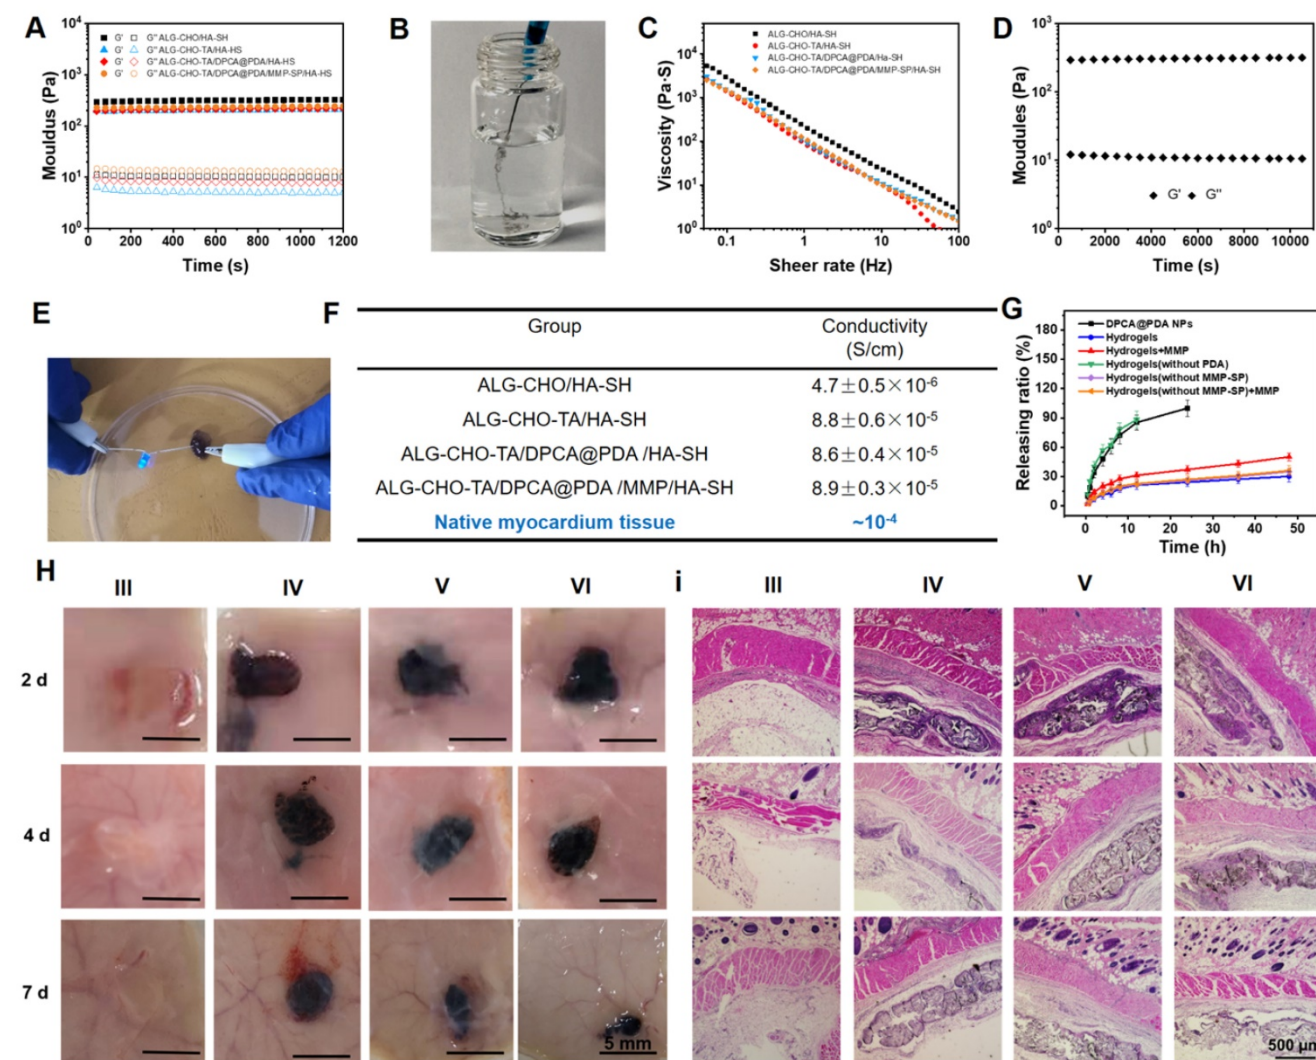 A
10⁴
10³
10²
10¹
10⁰
Mouldus (Pa)
G' G'' ALG-CHO/HA-SH
G' G'' ALG-CHO-TA/HA-HS
G' G'' ALG-CHO-TA/DPCA@PDA/HA-HS
G' G'' ALG-CHO-TA/DPCA@PDA/MMP-SP/HA-HS
0 200 400 600 800 1000 1200
Time (s)
B
C
10⁴
10³
10²
10¹
10⁰
Viscosity (Pa·S)
ALG-CHO/HA-SH
ALG-CHO-TA/HA-SH
ALG-CHO-TA/DPCA@PDA/Ha-SH
ALG-CHO-TA/DPCA@PDA/MMP-SP/HA-SH
0.1 1 10 100
Sheer rate (Hz)
D
10³
10²
10¹
10⁰
Moudules (Pa)
G' G''
0 2000 4000 6000 8000 10000
Time (s)
E
F
Group Conductivity
(S/cm)
ALG-CHO/HA-SH 4.7±0.5×10⁻⁶
ALG-CHO-TA/HA-SH 8.8±0.6×10⁻⁵
ALG-CHO-TA/DPCA@PDA /HA-SH 8.6±0.4×10⁻⁵
ALG-CHO-TA/DPCA@PDA /MMP/HA-SH 8.9±0.3×10⁻⁵
Native myocardium tissue ~10⁻⁴
G
180
150
120
90
60
30
0
Releasing ratio (%)
DPCA@PDA NPs
Hydrogels
Hydrogels+MMP
Hydrogels(without PDA)
Hydrogels(without MMP-SP)
Hydrogels(without MMP-SP)+MMP
0 10 20 30 40 50
Time (h)
H
III IV V VI
2 d
4 d
7 d
5 mm
i
III IV V VI
500 μm